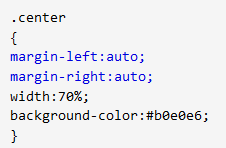 .center
{
margin-left:auto;
margin-right:auto;
width:70%;
background-color:#b0e0e6;
}